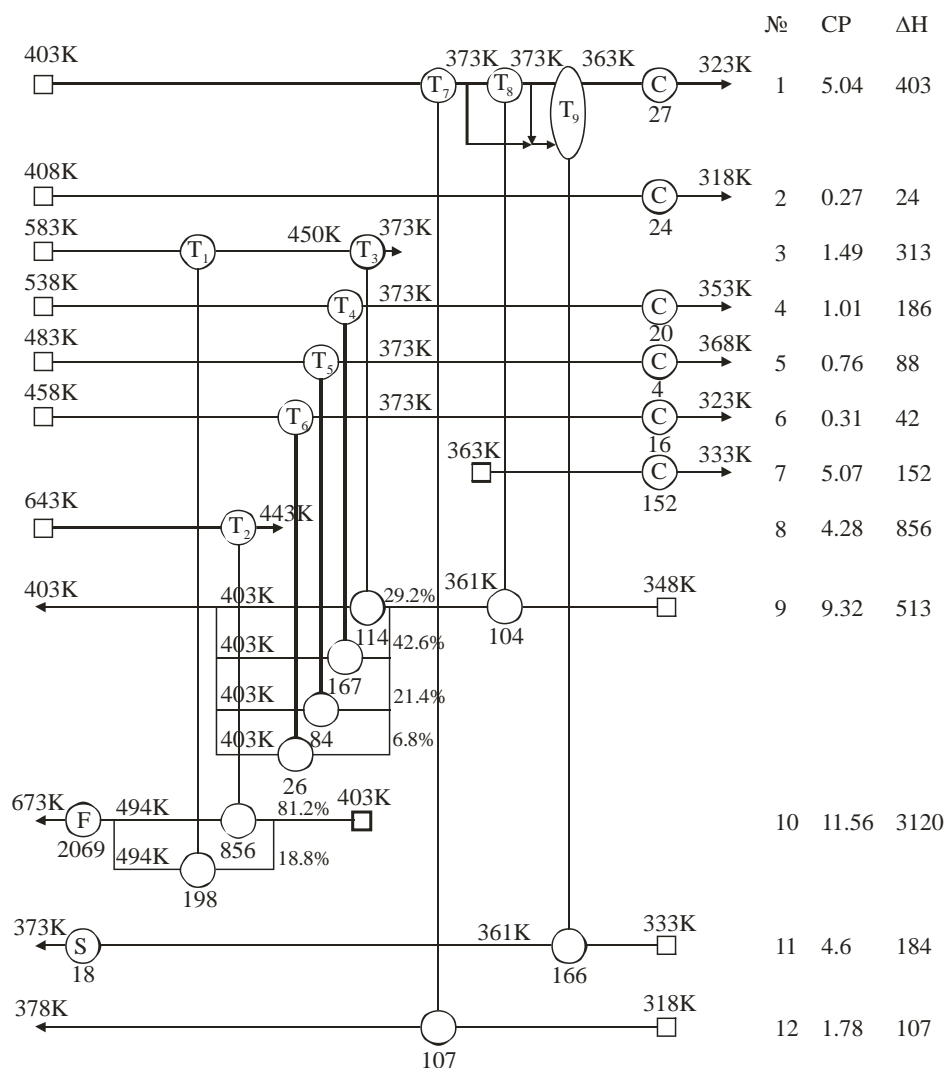 № CP ΔH
403K 373K 373K 363K 323K
T₇ T₈ T₉ C 1 5.04 403
27
408K 318K
C 2 0.27 24
24
583K 450K 373K
T₁ T₃ 3 1.49 313
538K 373K 353K
T₄ C 4 1.01 186
20
483K 373K 368K
T₅ C 5 0.76 88
4
458K 373K 323K
T₆ C 6 0.31 42
16
363K 333K
C 7 5.07 152
152
643K 443K
T₂ 8 4.28 856
403K 403K 29.2% 361K 348K
9 9.32 513
114 104
403K 42.6%
167
403K 21.4%
84
403K 6.8%
26
673K 494K 81.2% 403K
F 10 11.56 3120
2069 856
494K 18.8%
198
373K 361K 333K
S 11 4.6 184
18 166
378K 318K
12 1.78 107
107